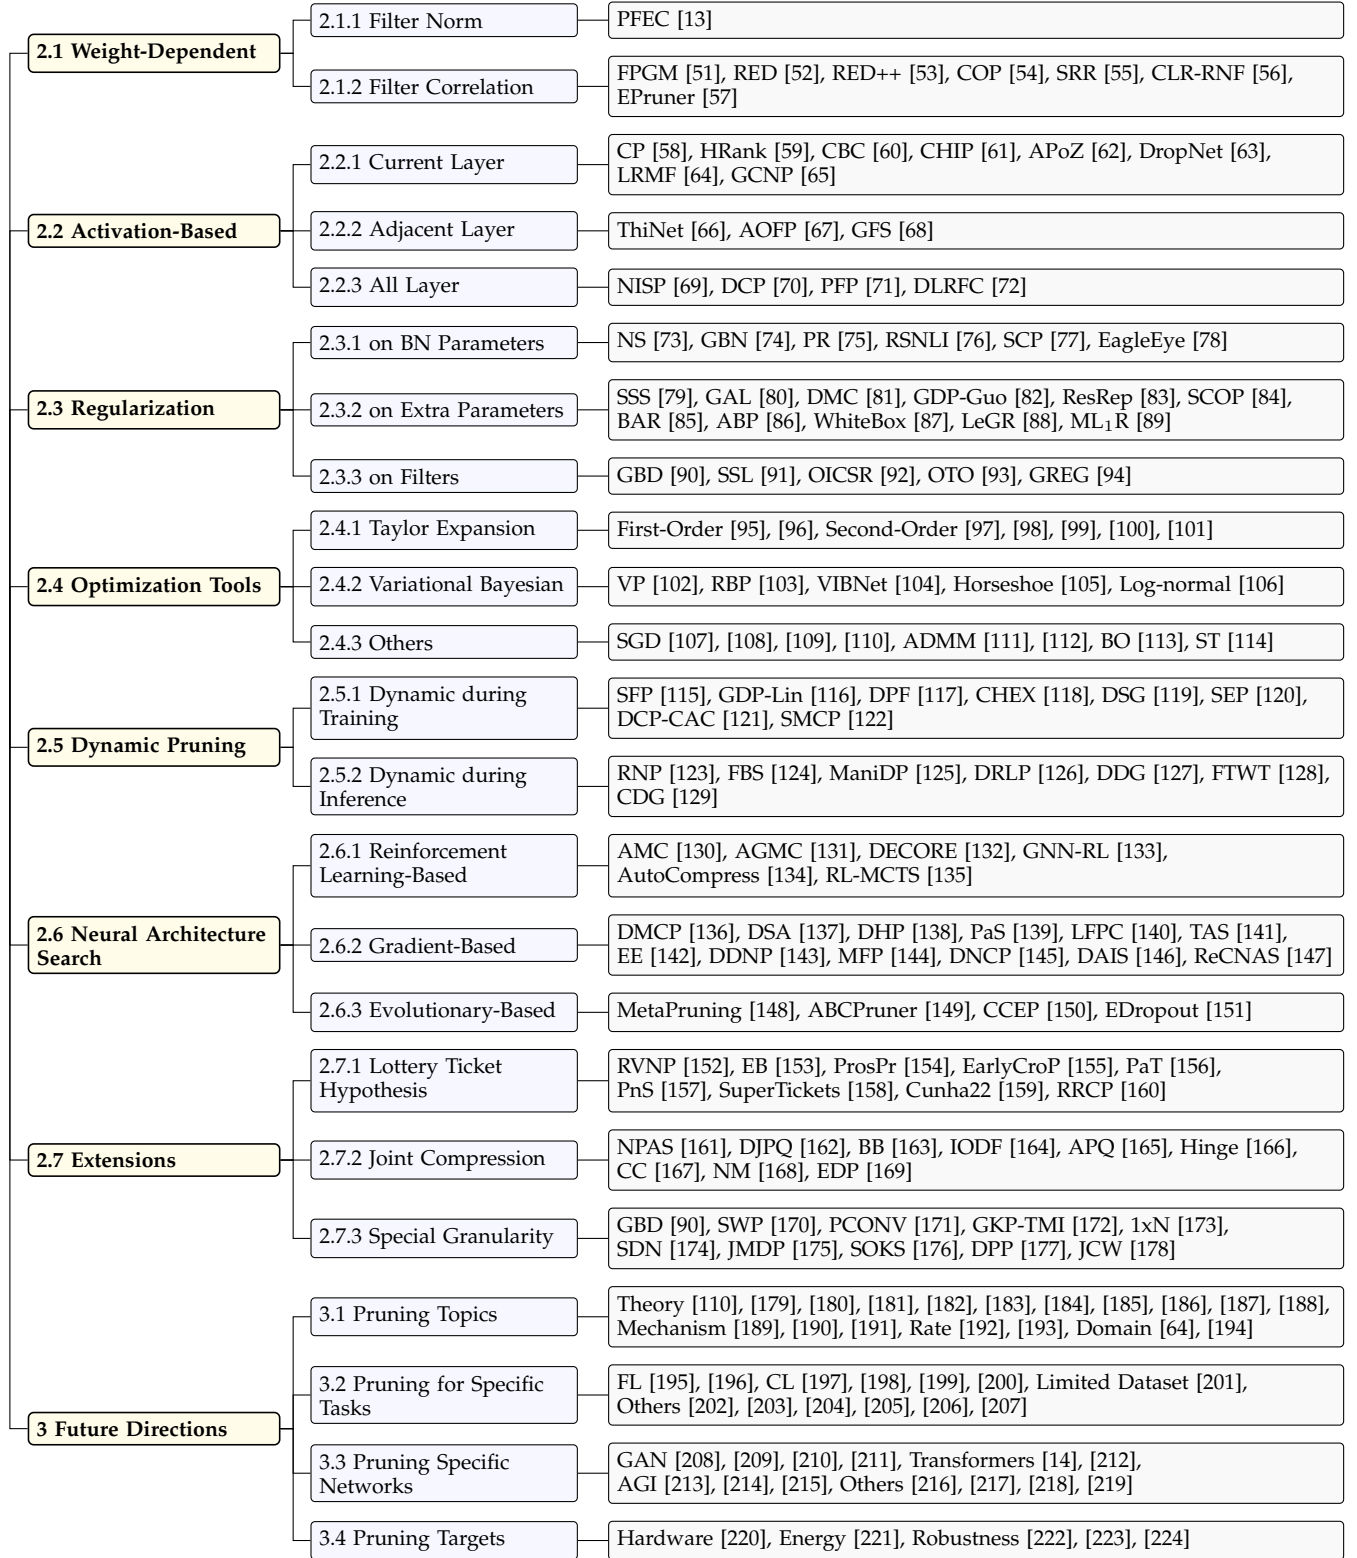 2.1 Weight-Dependent
2.1.1 Filter Norm
PFEC [13]
2.1.2 Filter Correlation
FPGM [51], RED [52], RED++ [53], COP [54], SRR [55], CLR-RNF [56],
EPruner [57]
2.2 Activation-Based
2.2.1 Current Layer
CP [58], HRank [59], CBC [60], CHIP [61], APoZ [62], DropNet [63],
LRMF [64], GCNP [65]
2.2.2 Adjacent Layer
ThiNet [66], AOFP [67], GFS [68]
2.2.3 All Layer
NISP [69], DCP [70], PFP [71], DLRFC [72]
2.3 Regularization
2.3.1 on BN Parameters
NS [73], GBN [74], PR [75], RSNLI [76], SCP [77], EagleEye [78]
2.3.2 on Extra Parameters
SSS [79], GAL [80], DMC [81], GDP-Guo [82], ResRep [83], SCOP [84],
BAR [85], ABP [86], WhiteBox [87], LeGR [88], ML₁R [89]
2.3.3 on Filters
GBD [90], SSL [91], OICSR [92], OTO [93], GREG [94]
2.4 Optimization Tools
2.4.1 Taylor Expansion
First-Order [95], [96], Second-Order [97], [98], [99], [100], [101]
2.4.2 Variational Bayesian
VP [102], RBP [103], VIBNet [104], Horseshoe [105], Log-normal [106]
2.4.3 Others
SGD [107], [108], [109], [110], ADMM [111], [112], BO [113], ST [114]
2.5 Dynamic Pruning
2.5.1 Dynamic during
Training
SFP [115], GDP-Lin [116], DPF [117], CHEX [118], DSG [119], SEP [120],
DCP-CAC [121], SMCP [122]
2.5.2 Dynamic during
Inference
RNP [123], FBS [124], ManiDP [125], DRLP [126], DDG [127], FTWT [128],
CDG [129]
2.6 Neural Architecture
Search
2.6.1 Reinforcement
Learning-Based
AMC [130], AGMC [131], DECORE [132], GNN-RL [133],
AutoCompress [134], RL-MCTS [135]
2.6.2 Gradient-Based
DMCP [136], DSA [137], DHP [138], PaS [139], LFPC [140], TAS [141],
EE [142], DDNP [143], MFP [144], DNCP [145], DAIS [146], ReCNAS [147]
2.6.3 Evolutionary-Based
MetaPruning [148], ABCPruner [149], CCEP [150], EDropout [151]
2.7 Extensions
2.7.1 Lottery Ticket
Hypothesis
RVNP [152], EB [153], ProsPr [154], EarlyCroP [155], PaT [156],
PnS [157], SuperTickets [158], Cunha22 [159], RRCP [160]
2.7.2 Joint Compression
NPAS [161], DJPQ [162], BB [163], IODF [164], APQ [165], Hinge [166],
CC [167], NM [168], EDP [169]
2.7.3 Special Granularity
GBD [90], SWP [170], PCONV [171], GKP-TMI [172], 1xN [173],
SDN [174], JMDP [175], SOKS [176], DPP [177], JCW [178]
3 Future Directions
3.1 Pruning Topics
Theory [110], [179], [180], [181], [182], [183], [184], [185], [186], [187], [188],
Mechanism [189], [190], [191], Rate [192], [193], Domain [64], [194]
3.2 Pruning for Specific
Tasks
FL [195], [196], CL [197], [198], [199], [200], Limited Dataset [201],
Others [202], [203], [204], [205], [206], [207]
3.3 Pruning Specific
Networks
GAN [208], [209], [210], [211], Transformers [14], [212],
AGI [213], [214], [215], Others [216], [217], [218], [219]
3.4 Pruning Targets
Hardware [220], Energy [221], Robustness [222], [223], [224]